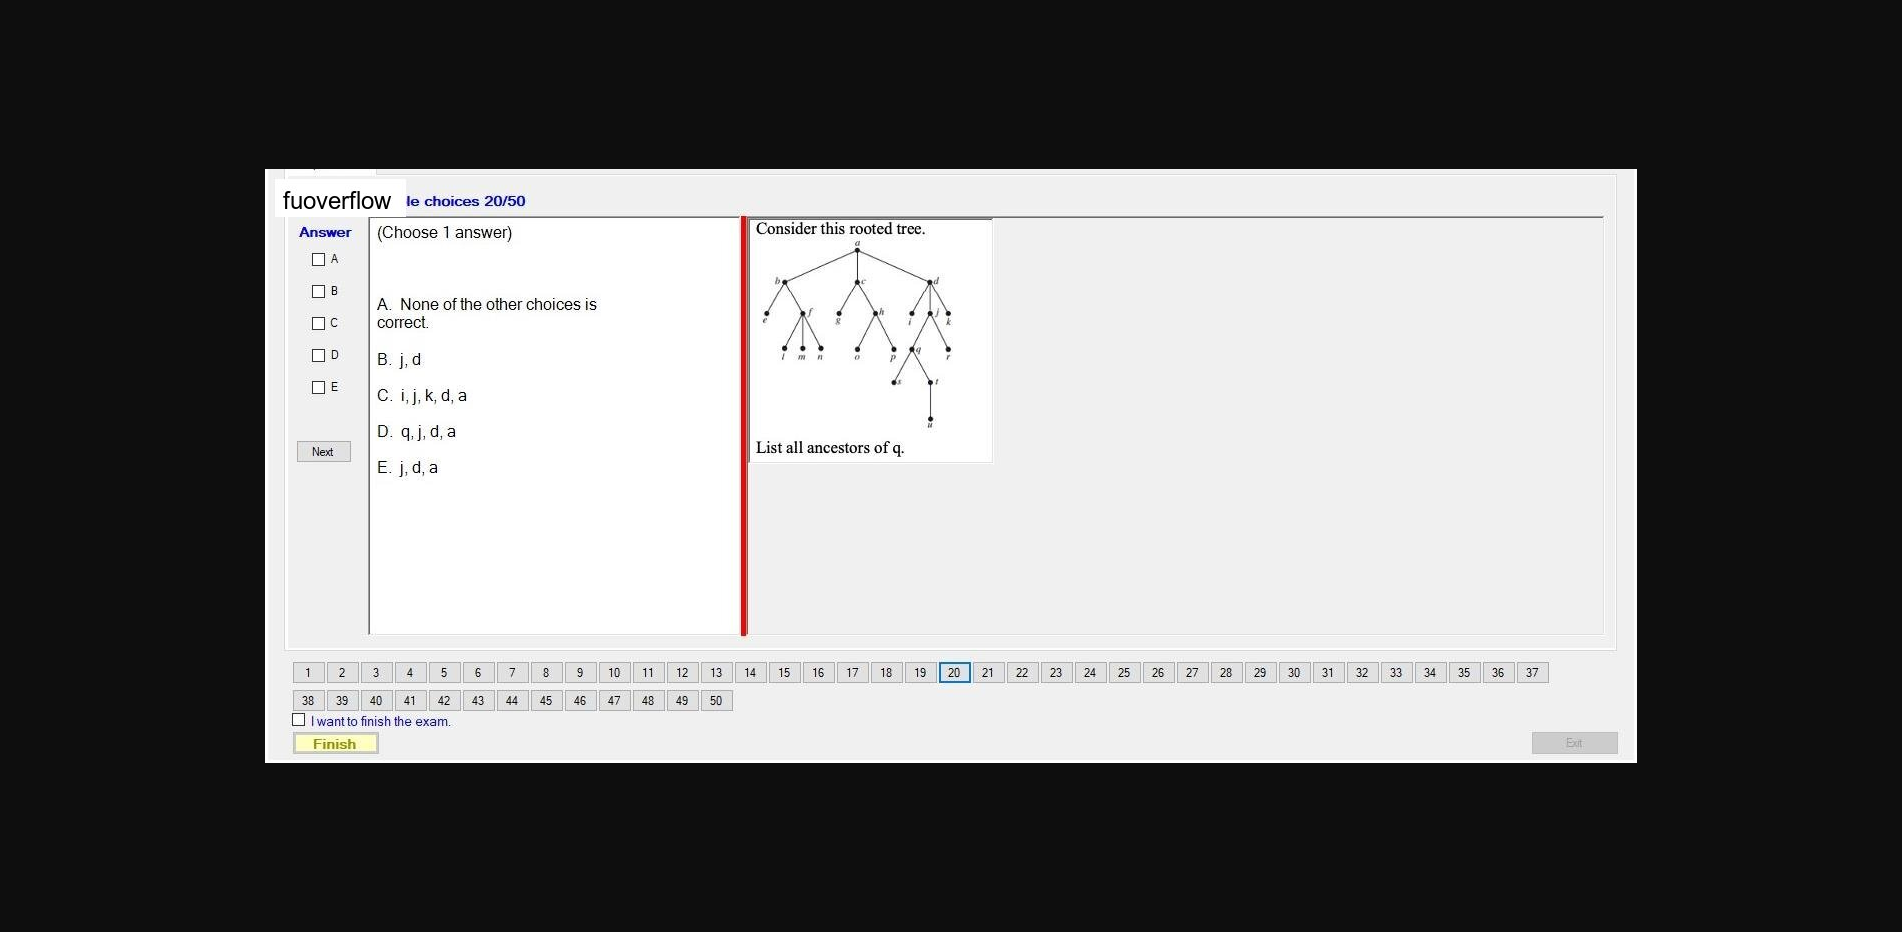 fuoverflow le choices 20/50
Answer
A
B
C
D
E
Next
(Choose 1 answer)
A. None of the other choices is
correct.
B. j, d
C. i, j, k, d, a
D. q, j, d, a
E. j, d, a
Consider this rooted tree.
a
b c d
e f g h i j k
l m n o p q r
s t
u
List all ancestors of q.
1 2 3 4 5 6 7 8 9 10 11 12 13 14 15 16 17 18 19 20 21 22 23 24 25 26 27 28 29 30 31 32 33 34 35 36 37
38 39 40 41 42 43 44 45 46 47 48 49 50
I want to finish the exam.
Finish
Exit